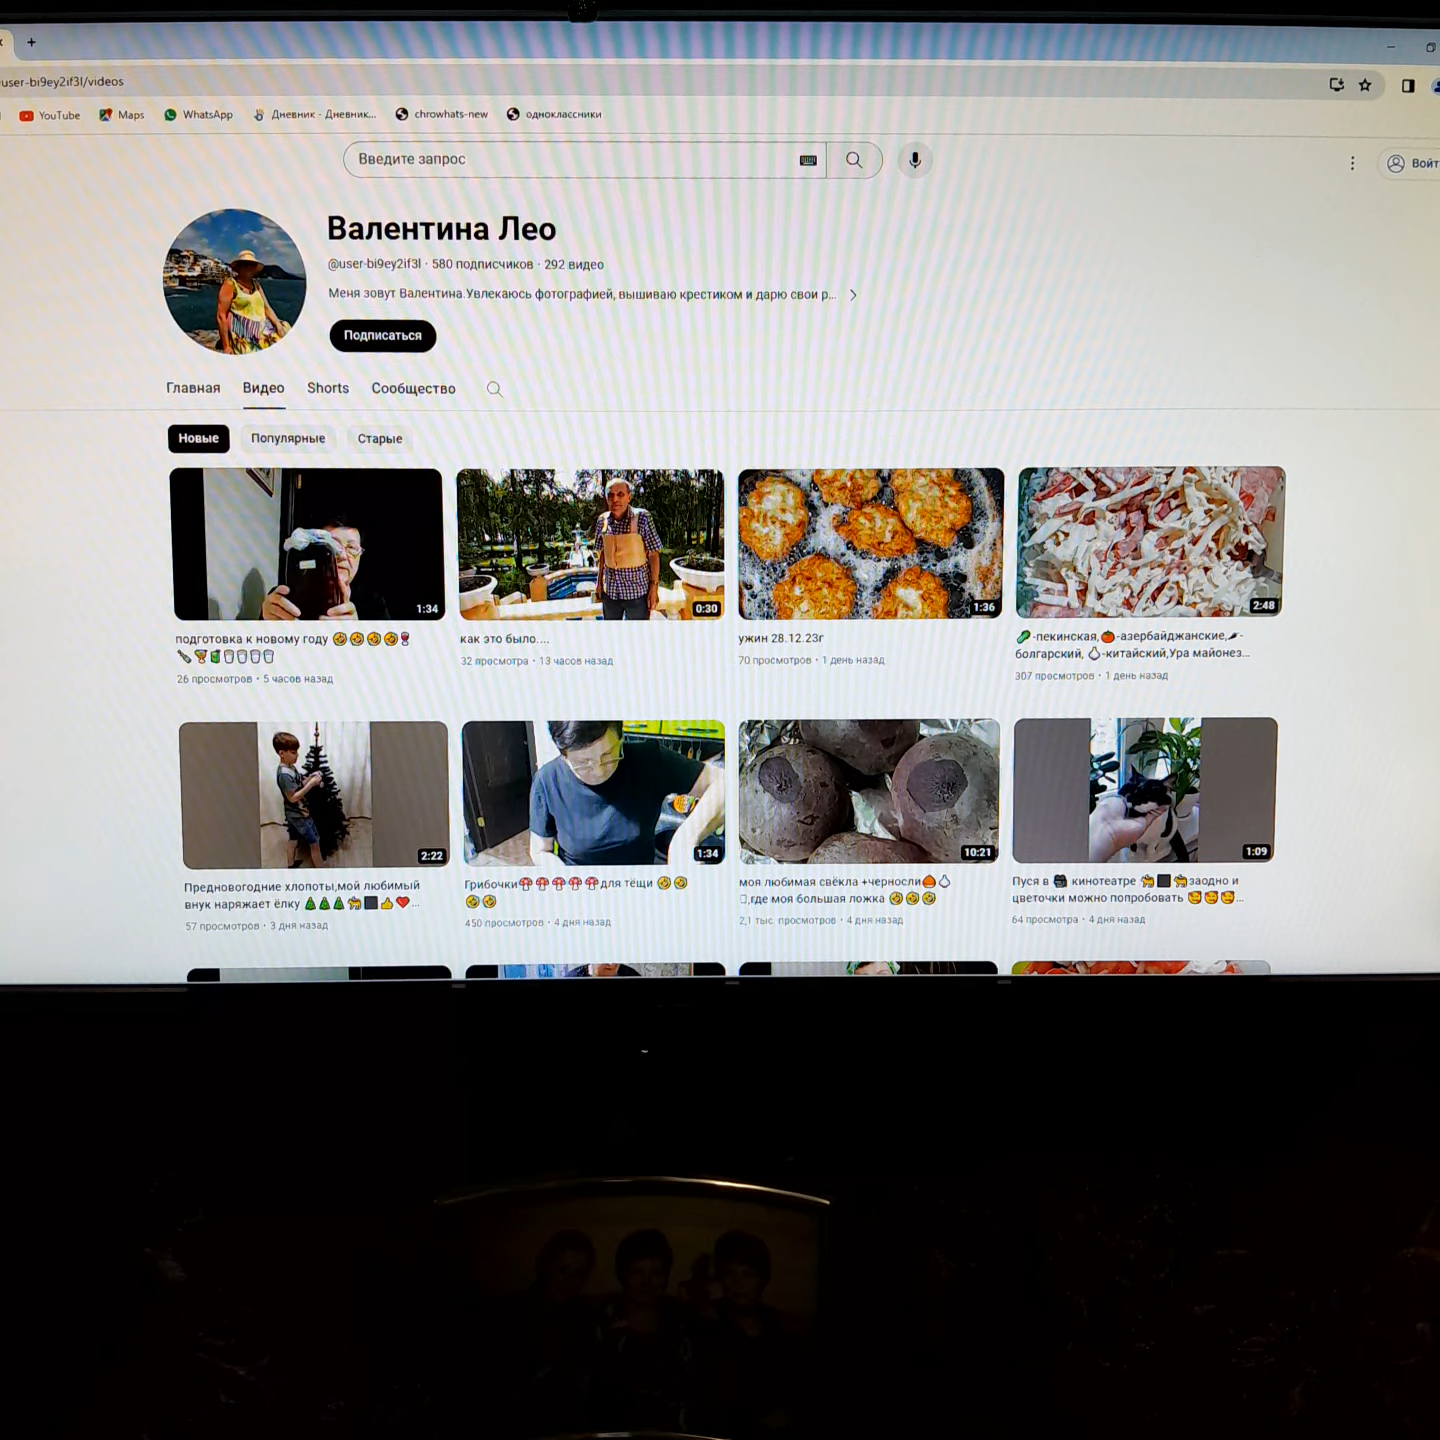 user-bi9ey2if3l/videos
YouTube Maps WhatsApp Дневник - Дневник... chrowhats-new одноклассники
Введите запрос
Войт
Валентина Лео
@user-bi9ey2if3l · 580 подписчиков · 292 видео
Меня зовут Валентина.Увлекаюсь фотографией, вышиваю крестиком и дарю свои р...
Подписаться
Главная Видео Shorts Сообщество
Новые Популярные Старые
1:34 0:30 1:36 2:48
подготовка к новому году 🤣🤣🤣🤣🍷
26 просмотров · 5 часов назад
как это было....
32 просмотра · 13 часов назад
ужин 28.12.23г
70 просмотров · 1 день назад
🥒-пекинская,🍅-азербайджанские,🌶-
болгарский, 🧄-китайский,Ура майонез...
307 просмотров · 1 день назад
2:22 1:34 10:21 1:09
Предновогодние хлопоты,мой любимый
внук наряжает ёлку 🎄🎄🎄🐈⬛👍❤...
57 просмотров · 3 дня назад
Грибочки🍄🍄🍄🍄🍄для тёщи 🤣🤣
🤣🤣
450 просмотров · 4 дня назад
моя любимая свёкла +черносли🌰🧄
,где моя большая ложка 🤣🤣🤣
2,1 тыс. просмотров · 4 дня назад
Пуся в 🎥 кинотеатре 🐈⬛🐈заодно и
цветочки можно попробовать 🥰🥰🥰...
64 просмотра · 4 дня назад